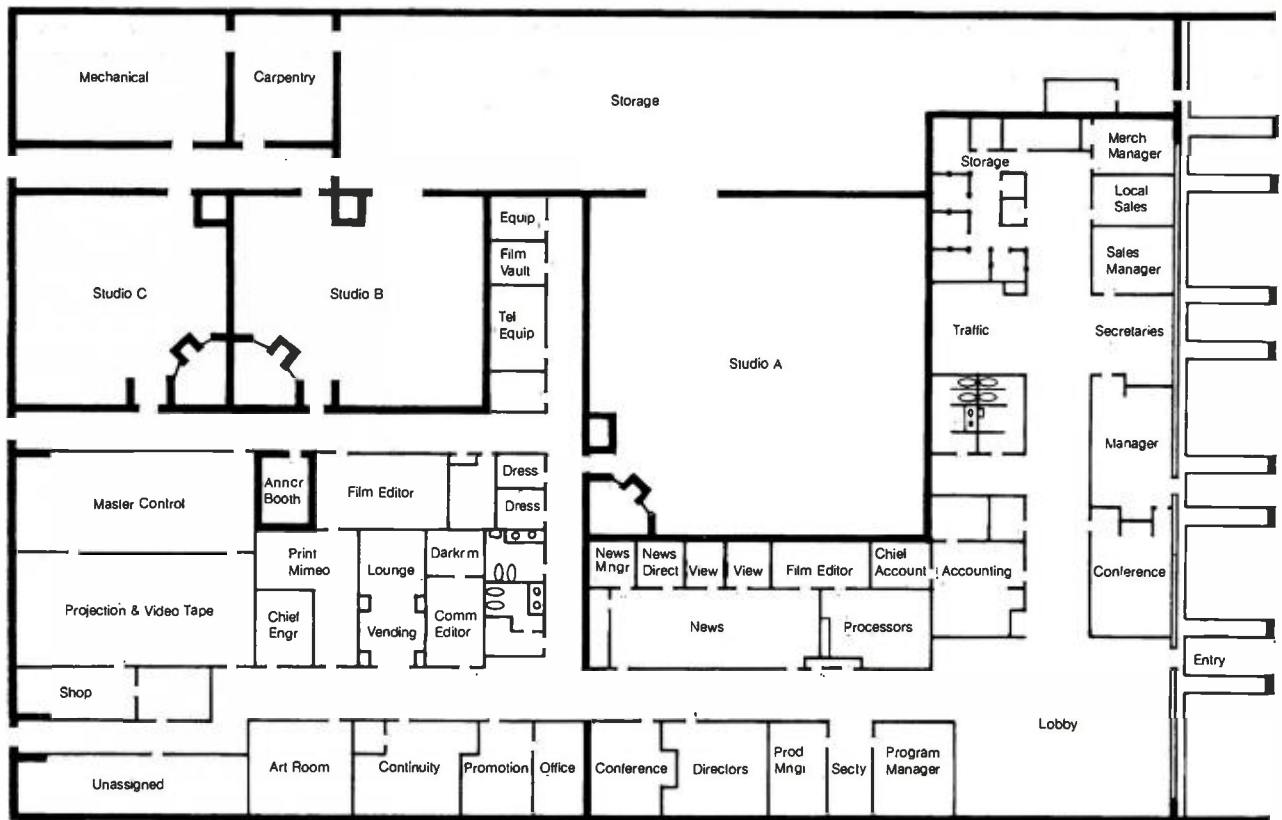 Mechanical
Carpentry
Storage
Merch
Manager
Storage
Local
Sales
Equip
Film
Vault
Sales
Manager
Studio C
Studio B
Tel
Equip
Traffic
Secretaries
Studio A
Manager
Dress
Anncr
Booth
Film Editor
Master Control
Dress
Print
Mimeo
Lounge
Darkrm
News
Mngr
News
Direct
View
View
Film Editor
Chief
Account
Accounting
Conference
Projection & Video Tape
Chief
Engr
Vending
Comm
Editor
News
Processors
Entry
Shop
Lobby
Unassigned
Art Room
Continuity
Promotion
Office
Conference
Directors
Prod
Mngr
Secty
Program
Manager